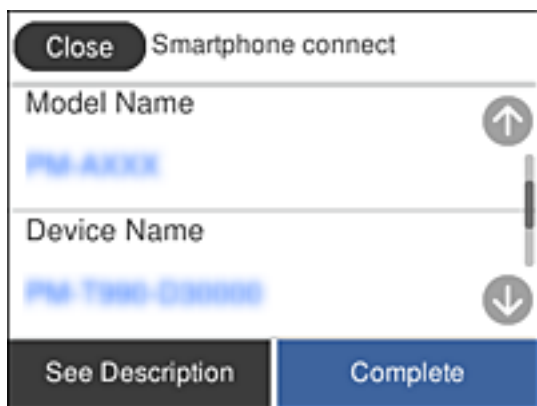 Close
Smartphone connect
Model Name
PM-AXXX
Device Name
PM-T990-D30000
See Description
Complete